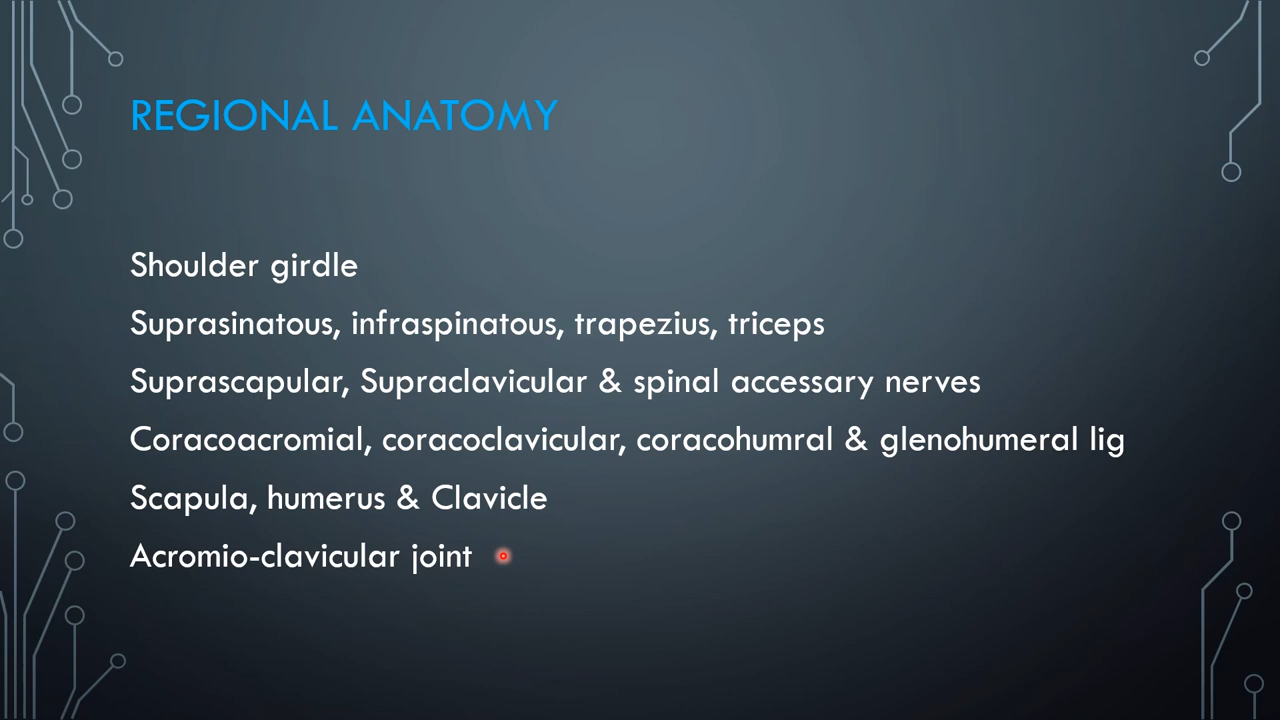 REGIONAL ANATOMY
Shoulder girdle
Suprasinatous, infraspinatous, trapezius, triceps
Suprascapular, Supraclavicular & spinal accessary nerves
Coracoacromial, coracoclavicular, coracohumral & glenohumeral lig
Scapula, humerus & Clavicle
Acromio-clavicular joint